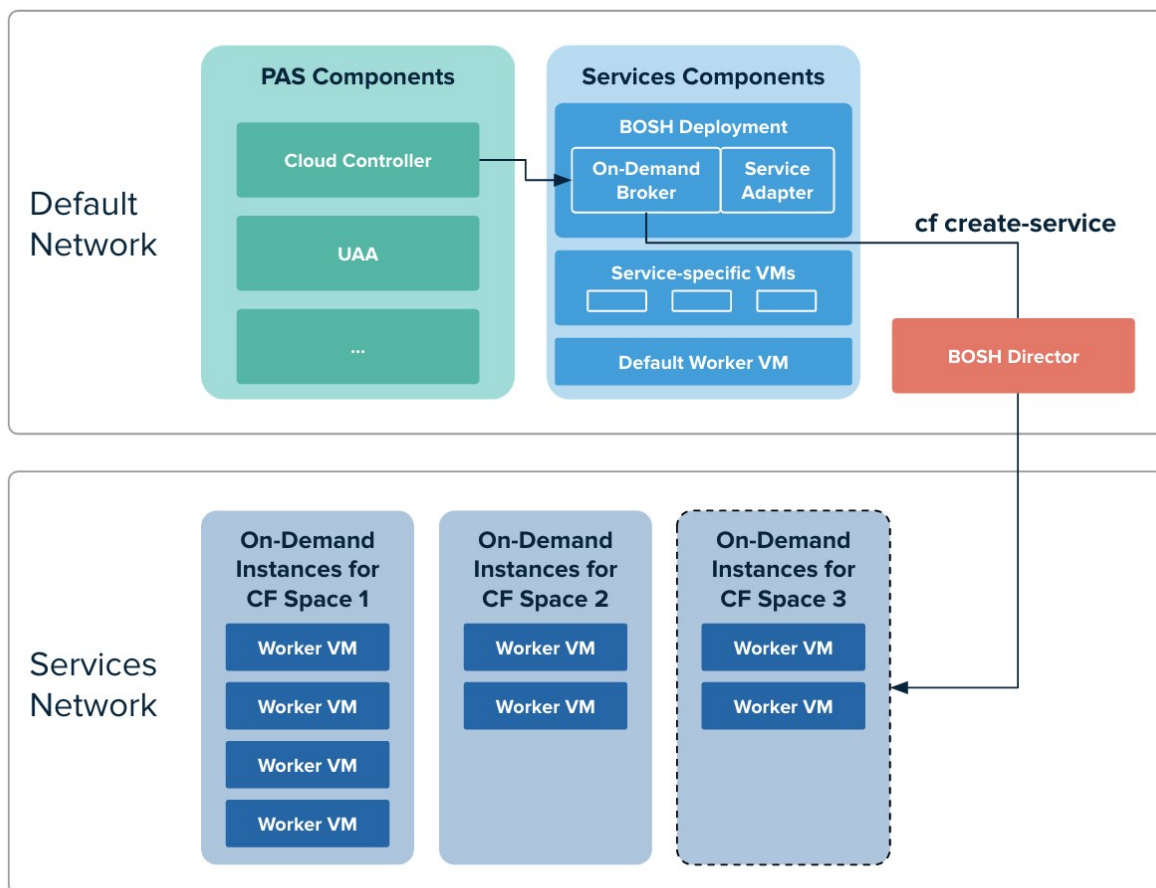 Default
Network
PAS Components
Cloud Controller
UAA
...
Services Components
BOSH Deployment
On-Demand
Broker
Service
Adapter
Service-specific VMs
Default Worker VM
cf create-service
BOSH Director
Services
Network
On-Demand
Instances for
CF Space 1
Worker VM
Worker VM
Worker VM
Worker VM
On-Demand
Instances for
CF Space 2
Worker VM
Worker VM
On-Demand
Instances for
CF Space 3
Worker VM
Worker VM